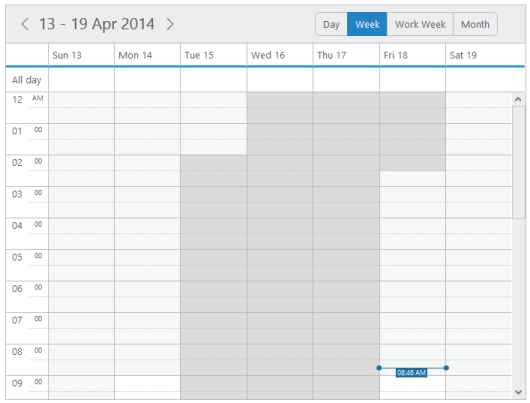 13 - 19 Apr 2014
Day Week Work Week Month
Sun 13 Mon 14 Tue 15 Wed 16 Thu 17 Fri 18 Sat 19
All day
12 AM
01 00
02 00
03 00
04 00
05 00
06 00
07 00
08 00
08:46 AM
09 00